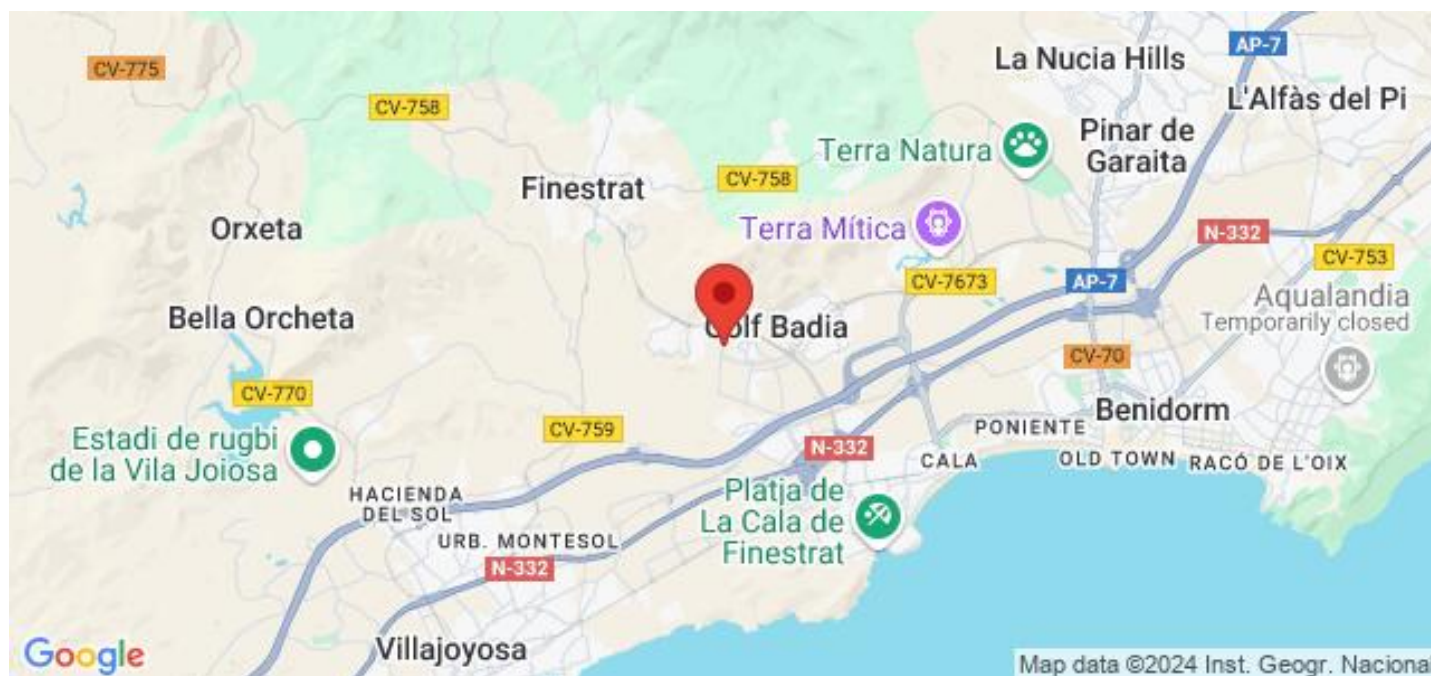 CV-775
CV-758
La Nucia Hills
AP-7
L'Alfàs del Pi
Pinar de
Garaita
Terra Natura
Finestrat
CV-758
Orxeta
Terra Mítica
N-332
CV-753
CV-7673
AP-7
Aqualandia
Temporarily closed
Bella Orcheta
Golf Badia
CV-70
CV-770
Benidorm
CV-759
PONIENTE
Estadi de rugbi
de la Vila Joiosa
N-332
CALA
OLD TOWN
RACÓ DE L'OIX
HACIENDA
DEL SOL
Platja de
La Cala de
Finestrat
URB. MONTESOL
N-332
Villajoyosa
Google
Map data ©2024 Inst. Geogr. Nacional